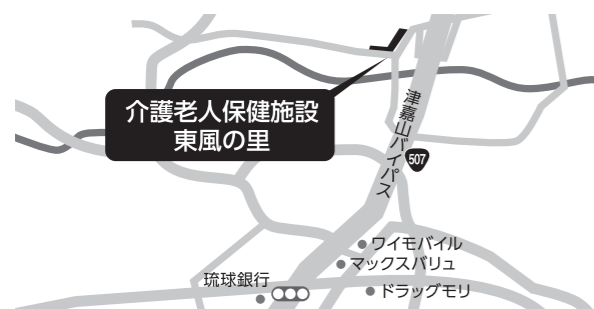 介護老人保健施設
東風の里
津嘉山バイパス
507
ワイモバイル
マックスバリュ
琉球銀行
ドラッグモリ